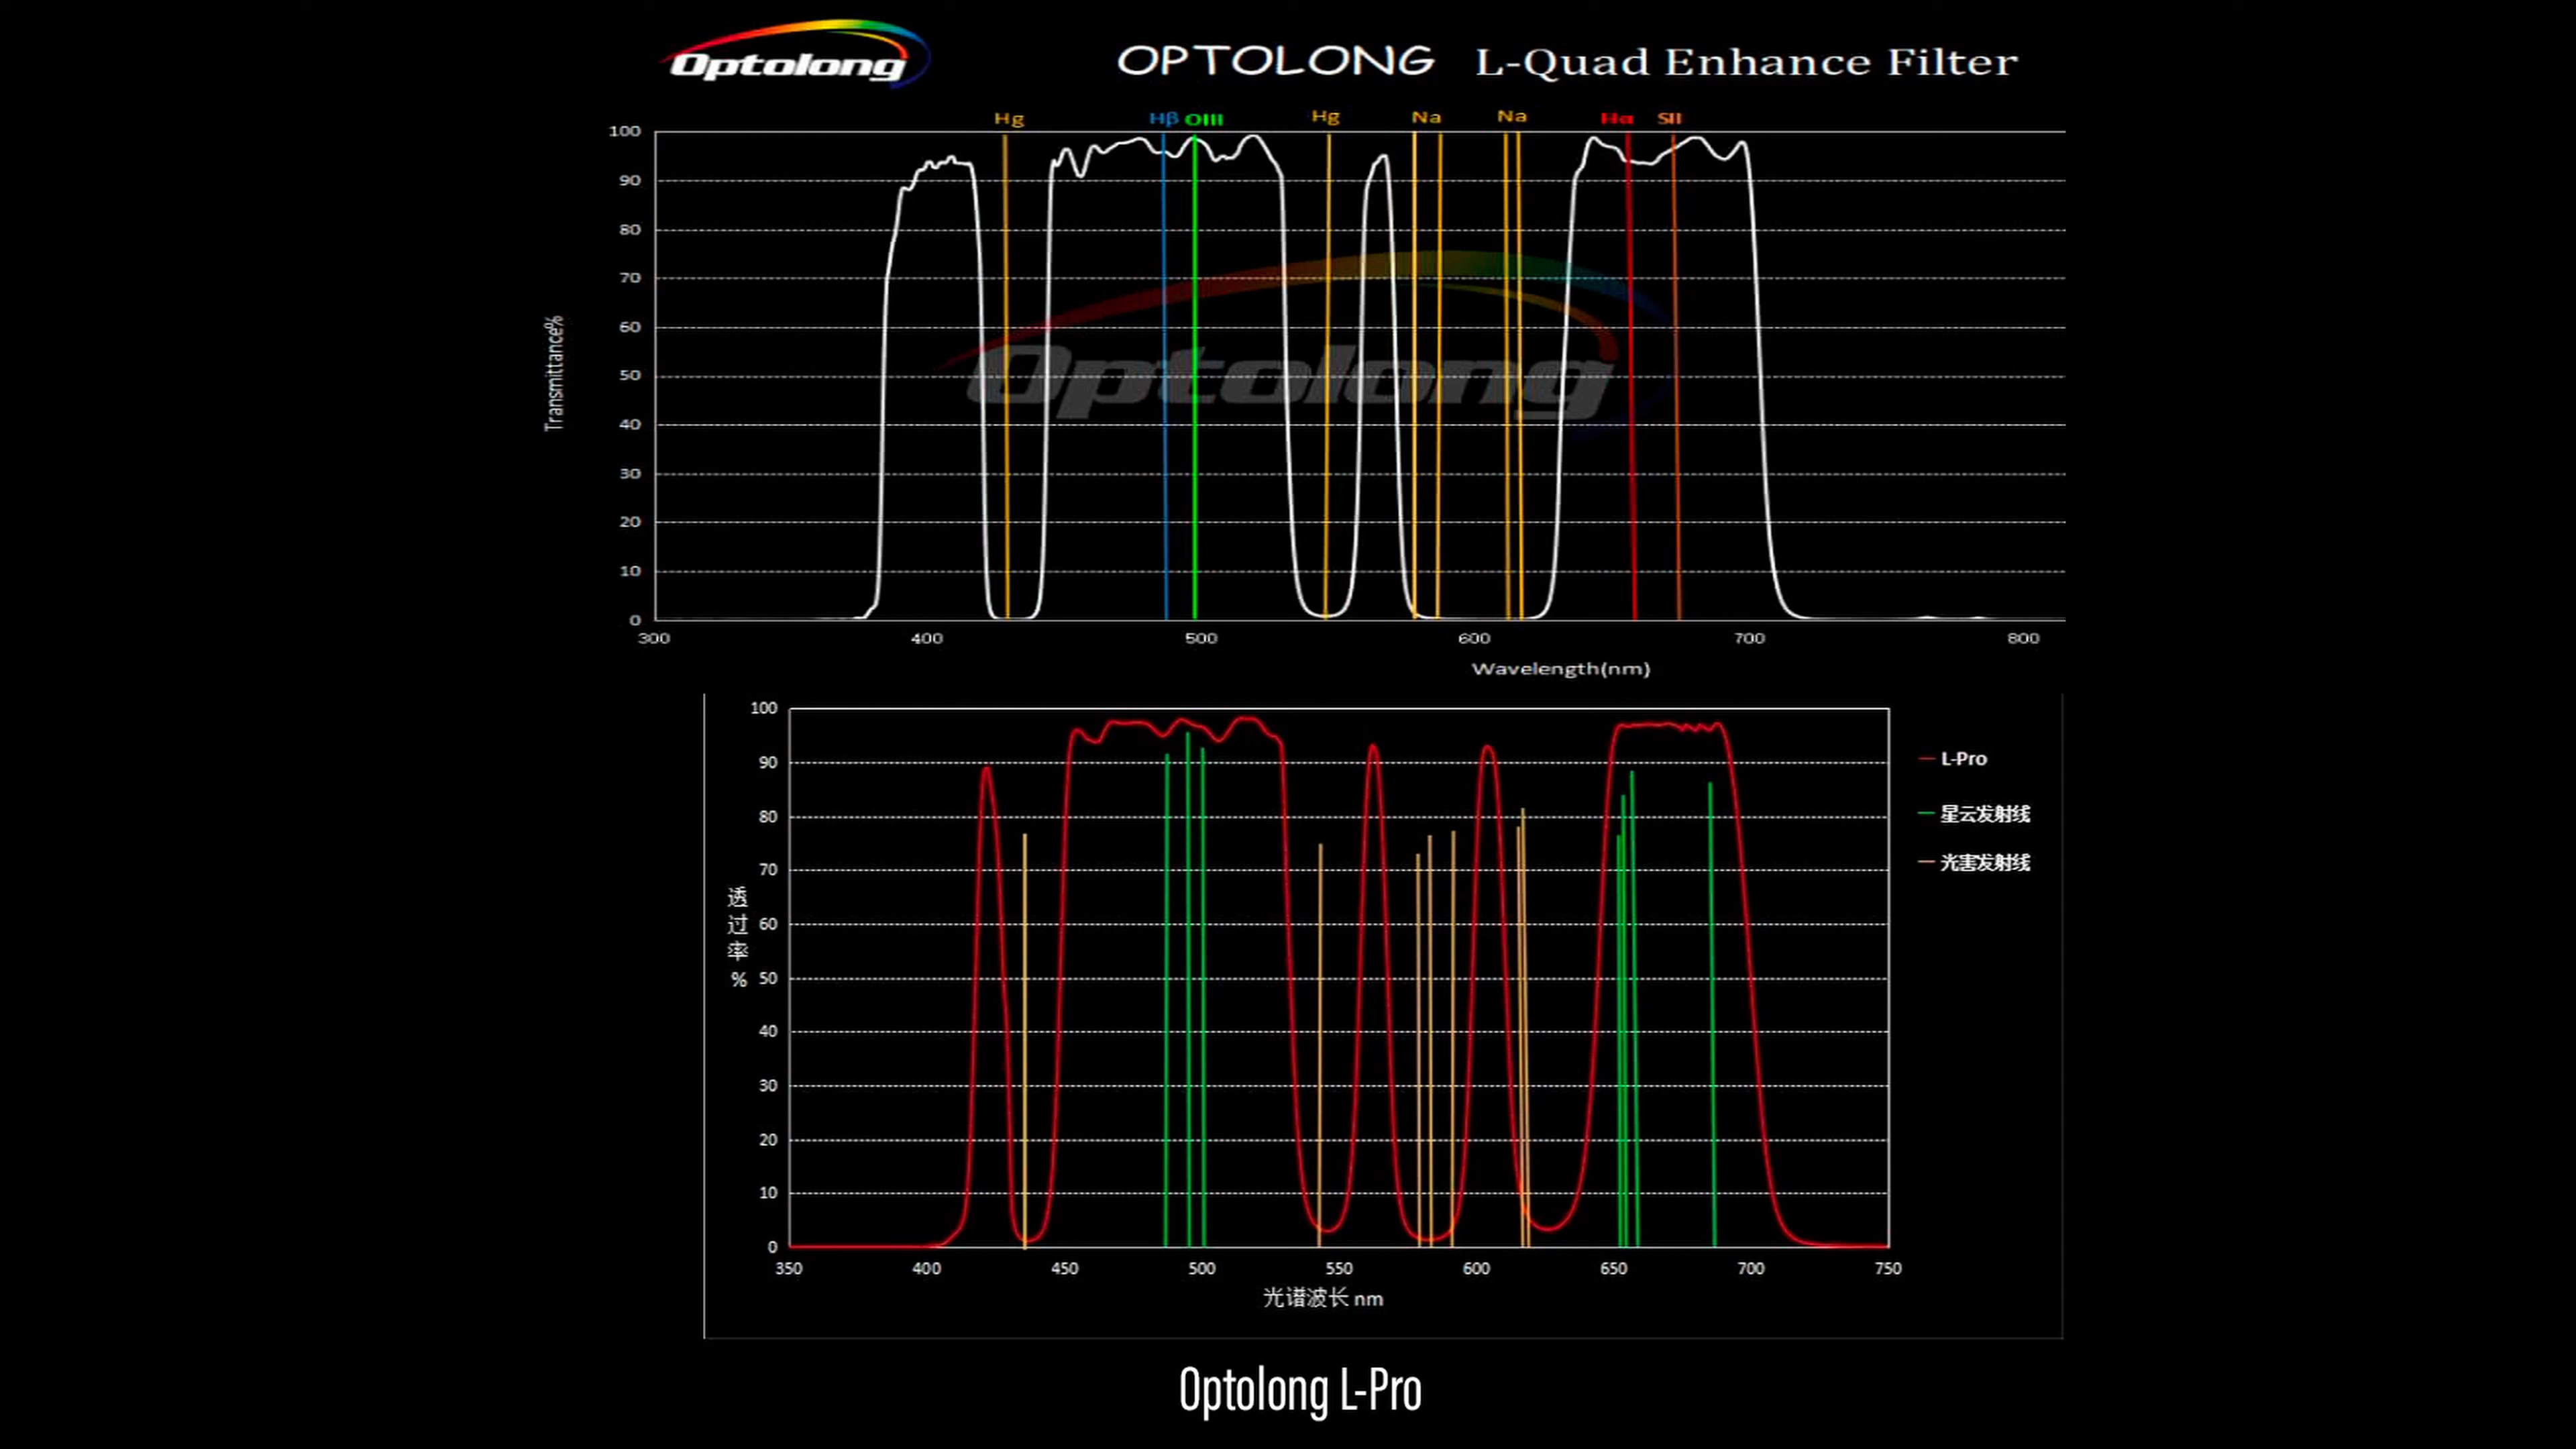 Optolong
OPTOLONG L-Quad Enhance Filter
Hg Hβ OIII Hg Na Na Hα SII
100
90
80
70
60
50
40
30
20
10
0
Transmittance%
Optolong
300 400 500 600 700 800
Wavelength(nm)
100
90
80
70
60
50
40
30
20
10
0
透过率%
350 400 450 500 550 600 650 700 750
光谱波长 nm
L-Pro
星云发射线
光害发射线
Optolong L-Pro